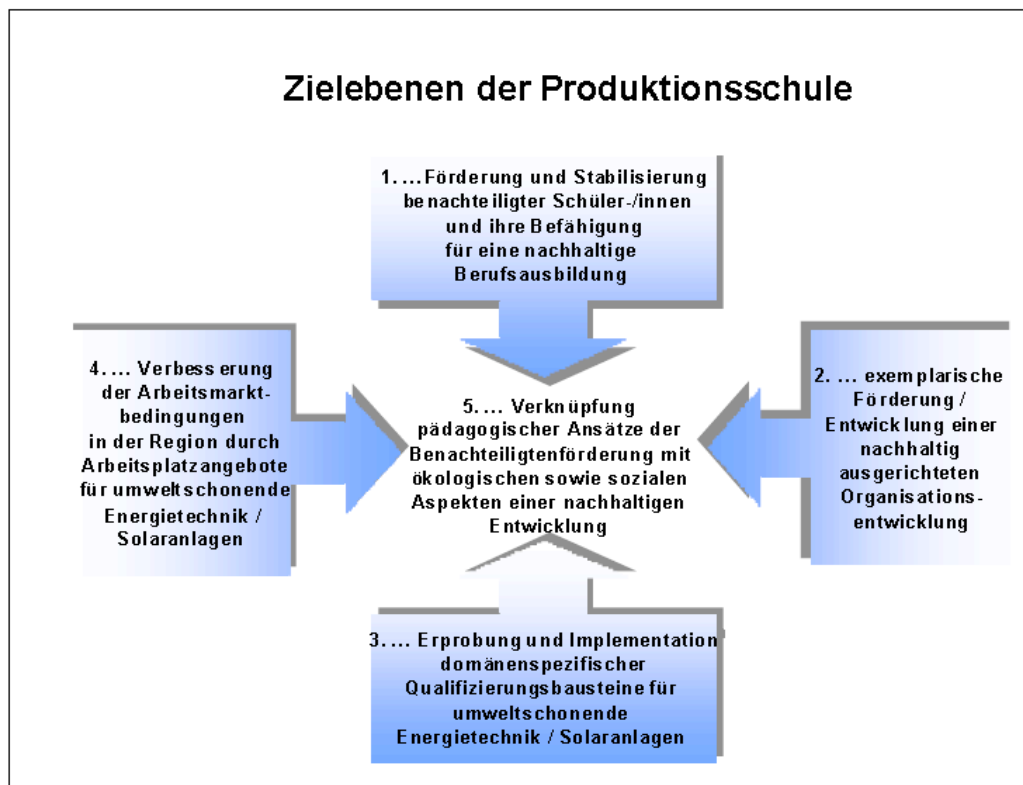 Zielebenen der Produktionsschule
1. ...Förderung und Stabilisierung
benachteiligter Schüler-/innen
und ihre Befähigung
für eine nachhaltige
Berufsausbildung
2. ... exemplarische
Förderung /
Entwicklung einer
nachhaltig
ausgerichteten
Organisations-
entwicklung
3. ... Erprobung und Implementation
domänenspezifischer
Qualifizierungsbausteine für
umweltschonende
Energietechnik / Solaranlagen
4. ... Verbesserung
der Arbeitsmarkt-
bedingungen
in der Region durch
Arbeitsplatzangebote
für umweltschonende
Energietechnik /
Solaranlagen
5. ... Verknüpfung
pädagogischer Ansätze der
Benachteiligtenförderung mit
ökologischen sowie sozialen
Aspekten einer nachhaltigen
Entwicklung